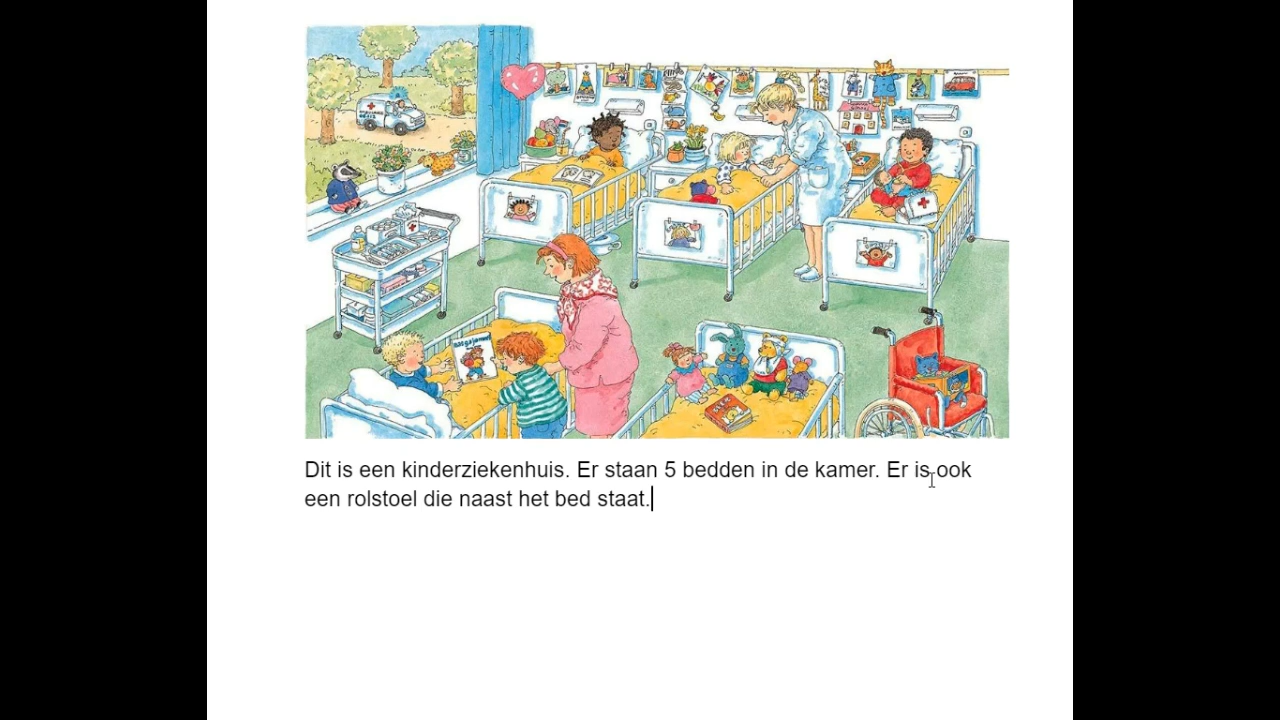 Dit is een kinderziekenhuis. Er staan 5 bedden in de kamer. Er is ook
een rolstoel die naast het bed staat.